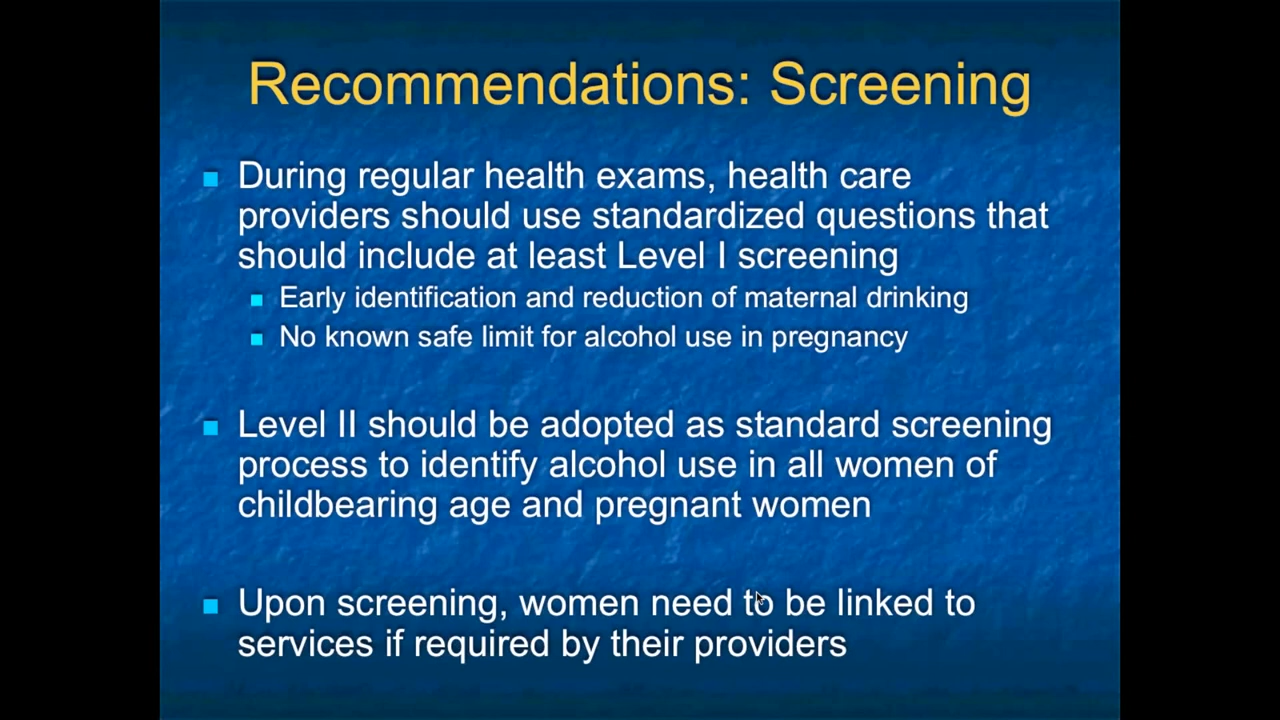 Recommendations: Screening
During regular health exams, health care
providers should use standardized questions that
should include at least Level I screening
Early identification and reduction of maternal drinking
No known safe limit for alcohol use in pregnancy
Level II should be adopted as standard screening
process to identify alcohol use in all women of
childbearing age and pregnant women
Upon screening, women need to be linked to
services if required by their providers